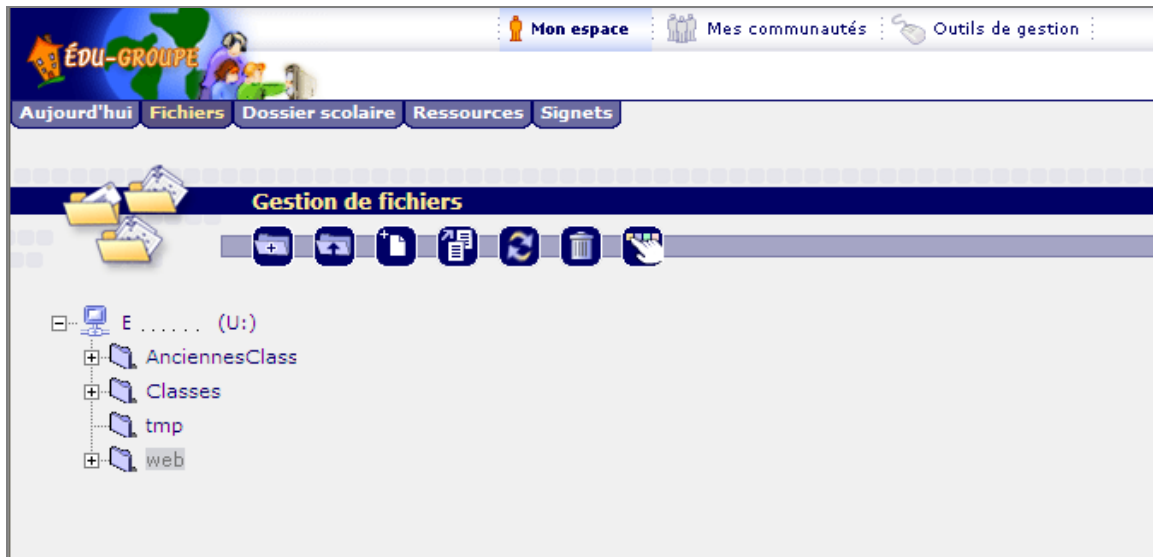 Mon espace Mes communautés Outils de gestion
ÉDU-GROUPE
Aujourd'hui Fichiers Dossier scolaire Ressources Signets
Gestion de fichiers
E ...... (U:)
AnciennesClass
Classes
tmp
web